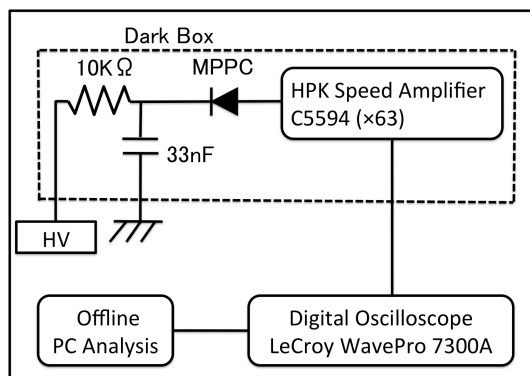 Dark Box
10KΩ
MPPC
HPK Speed Amplifier
C5594 (×63)
33nF
HV
Offline
PC Analysis
Digital Oscilloscope
LeCroy WavePro 7300A